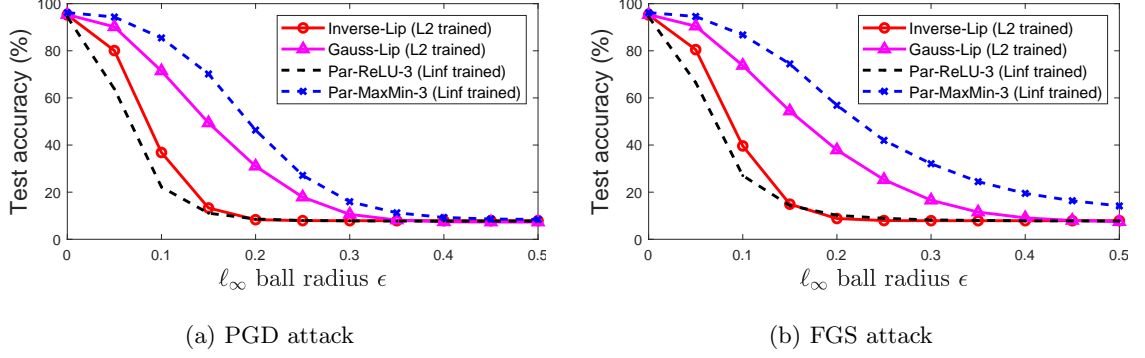 100
80
60
40
20
0
Test accuracy (%)
Inverse-Lip (L2 trained)
Gauss-Lip (L2 trained)
Par-ReLU-3 (Linf trained)
Par-MaxMin-3 (Linf trained)
0 0.1 0.2 0.3 0.4 0.5
ℓ∞ ball radius ϵ
(a) PGD attack
100
80
60
40
20
0
Test accuracy (%)
Inverse-Lip (L2 trained)
Gauss-Lip (L2 trained)
Par-ReLU-3 (Linf trained)
Par-MaxMin-3 (Linf trained)
0 0.1 0.2 0.3 0.4 0.5
ℓ∞ ball radius ϵ
(b) FGS attack